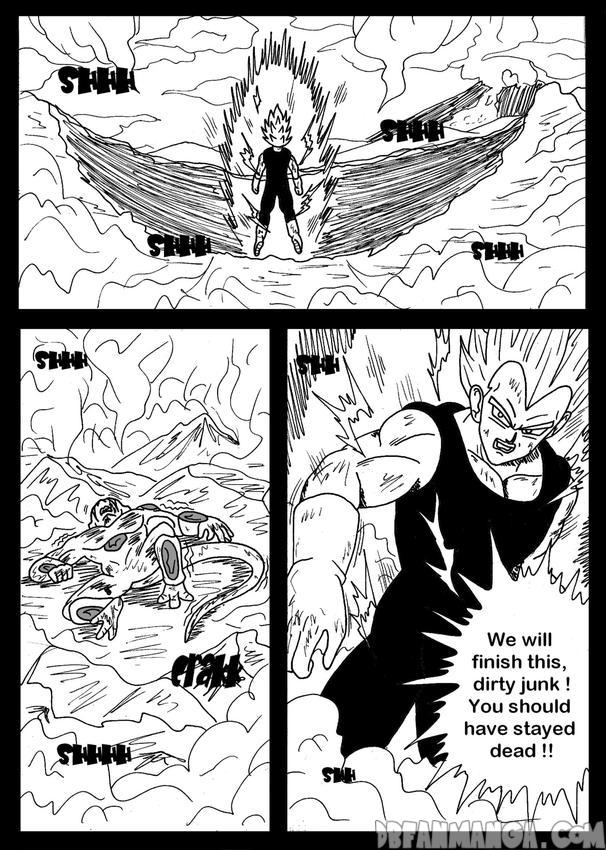 SHHH
SHHH
SHHH
SHHH
SHHH
CRAKK
SHHHH
SHH
We will
finish this,
dirty junk !
You should
have stayed
dead !!
SHH
DBFANMANGA.COM